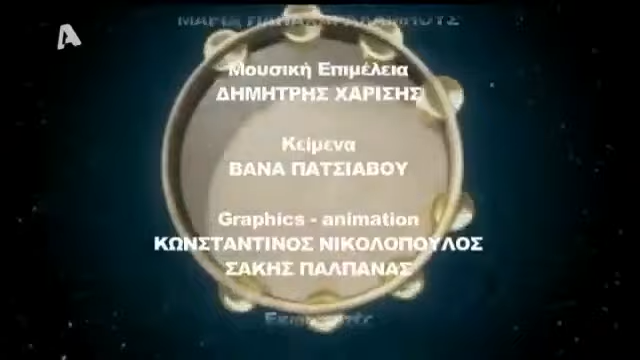 Μουσική Επιμέλεια
ΔΗΜΗΤΡΗΣ ΧΑΡΙΣΗΣ
Κείμενα
ΒΑΝΑ ΠΑΤΣΙΑΒΟΥ
Graphics - animation
ΚΩΝΣΤΑΝΤΙΝΟΣ ΝΙΚΟΛΟΠΟΥΛΟΣ
ΣΑΚΗΣ ΠΑΛΠΑΝΑΣ